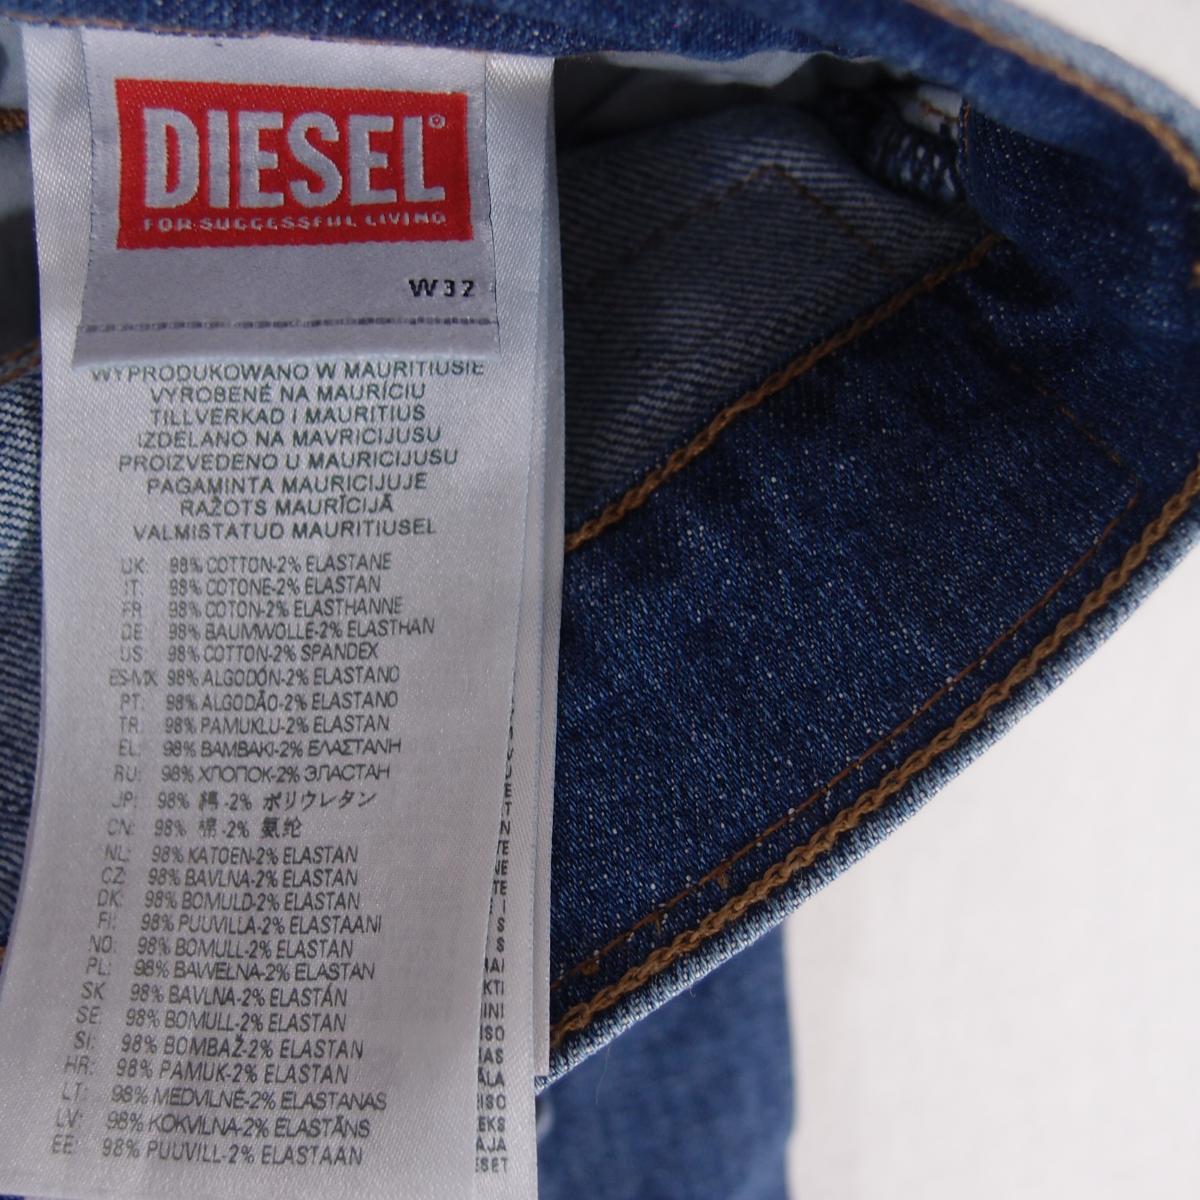 DIESEL®
FOR SUCCESSFUL LIVING
W32
WYPRODUKOWANO W MAURITIUSIE
VYROBENÉ NA MAURÍCIU
TILLVERKAD I MAURITIUS
IZDELANO NA MAVRICIJUSU
PROIZVEDENO U MAURICIJUSU
PAGAMINTA MAURICIJUJE
RAŽOTS MAURĪCIJĀ
VALMISTATUD MAURITIUSEL
UK: 98% COTTON-2% ELASTANE
IT: 98% COTONE-2% ELASTAN
FR: 98% COTON-2% ELASTHANNE
DE: 98% BAUMWOLLE-2% ELASTHAN
US: 98% COTTON-2% SPANDEX
ES-MX: 98% ALGODÓN-2% ELASTANO
PT: 98% ALGODÃO-2% ELASTANO
TR: 98% PAMUKLU-2% ELASTAN
EL: 98% ΒΑΜΒΑΚΙ-2% ΕΛΑΣΤΑΝΗ
RU: 98% ХЛОПОК-2% ЭЛАСТАН
JP: 98% 綿 -2% ポリウレタン
CN: 98% 棉 -2% 氨纶
NL: 98% KATOEN-2% ELASTAN
CZ: 98% BAVLNA-2% ELASTAN
DK: 98% BOMULD-2% ELASTAN
FI: 98% PUUVILLA-2% ELASTAANI
NO: 98% BOMULL-2% ELASTAN
PL: 98% BAWEŁNA-2% ELASTAN
SK 98% BAVLNA-2% ELASTÁN
SE: 98% BOMULL-2% ELASTAN
SI: 98% BOMBAŽ-2% ELASTAN
HR: 98% PAMUK-2% ELASTAN
LT: 98% MEDVILNĖ-2% ELASTANAS
LV: 98% KOKVILNA-2% ELASTĀNS
EE: 98% PUUVILL-2% ELASTAAN